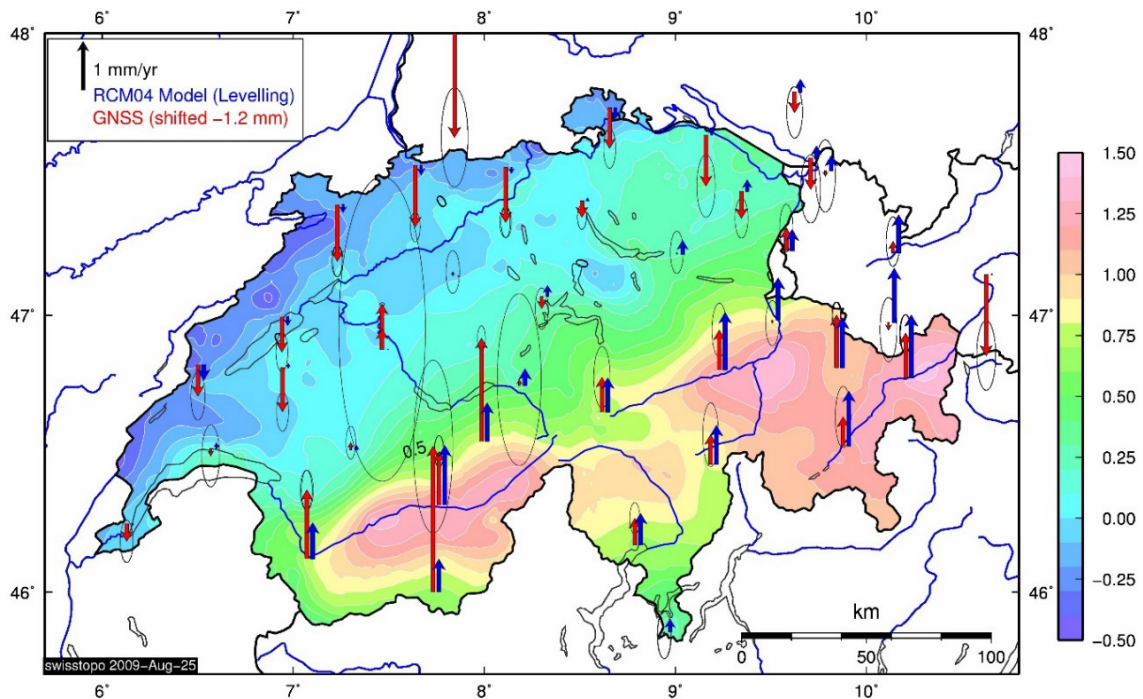 6˚ 7˚ 8˚ 9˚ 10˚
48˚ 48˚
1 mm/yr
RCM04 Model (Levelling)
GNSS (shifted −1.2 mm)
1.50
1.25
1.00
0.75
0.50
0.25
0.00
−0.25
−0.50
0
47˚ 47˚
0.5
46˚ 46˚
km
0 50 100
swisstopo 2009−Aug−25
6˚ 7˚ 8˚ 9˚ 10˚